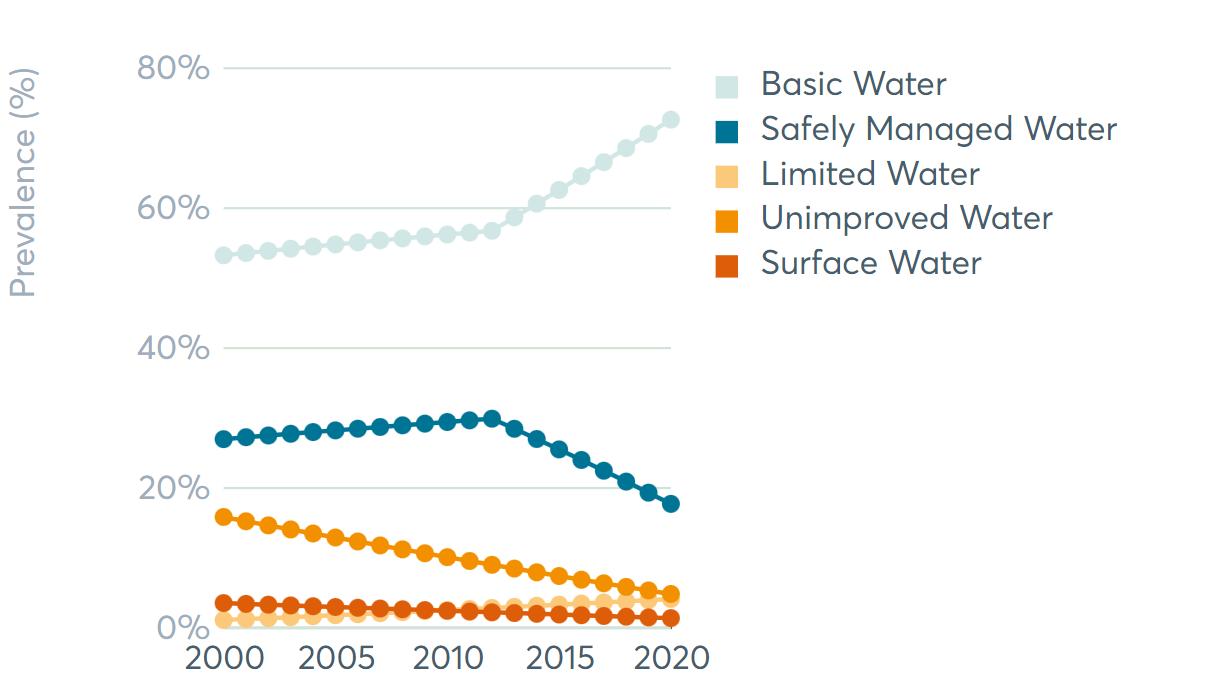 Prevalence (%)
80%
60%
40%
20%
0%
2000 2005 2010 2015 2020
Basic Water
Safely Managed Water
Limited Water
Unimproved Water
Surface Water